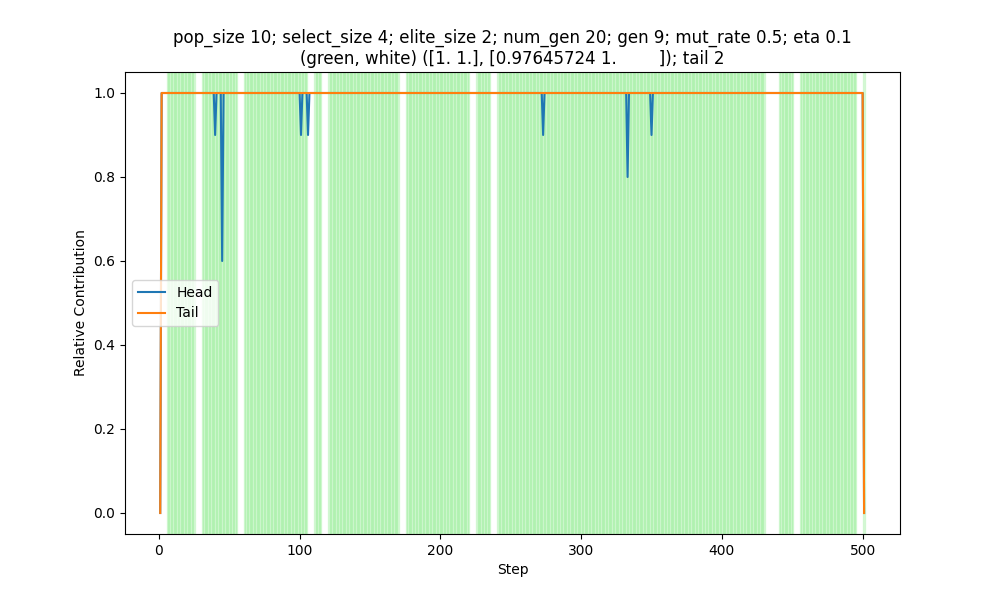 pop_size 10; select_size 4; elite_size 2; num_gen 20; gen 9; mut_rate 0.5; eta 0.1
(green, white) ([1. 1.], [0.97645724 1.        ]); tail 2
1.0
0.8
0.6
0.4
0.2
0.0
Relative Contribution
Head
Tail
0
100
200
300
400
500
Step